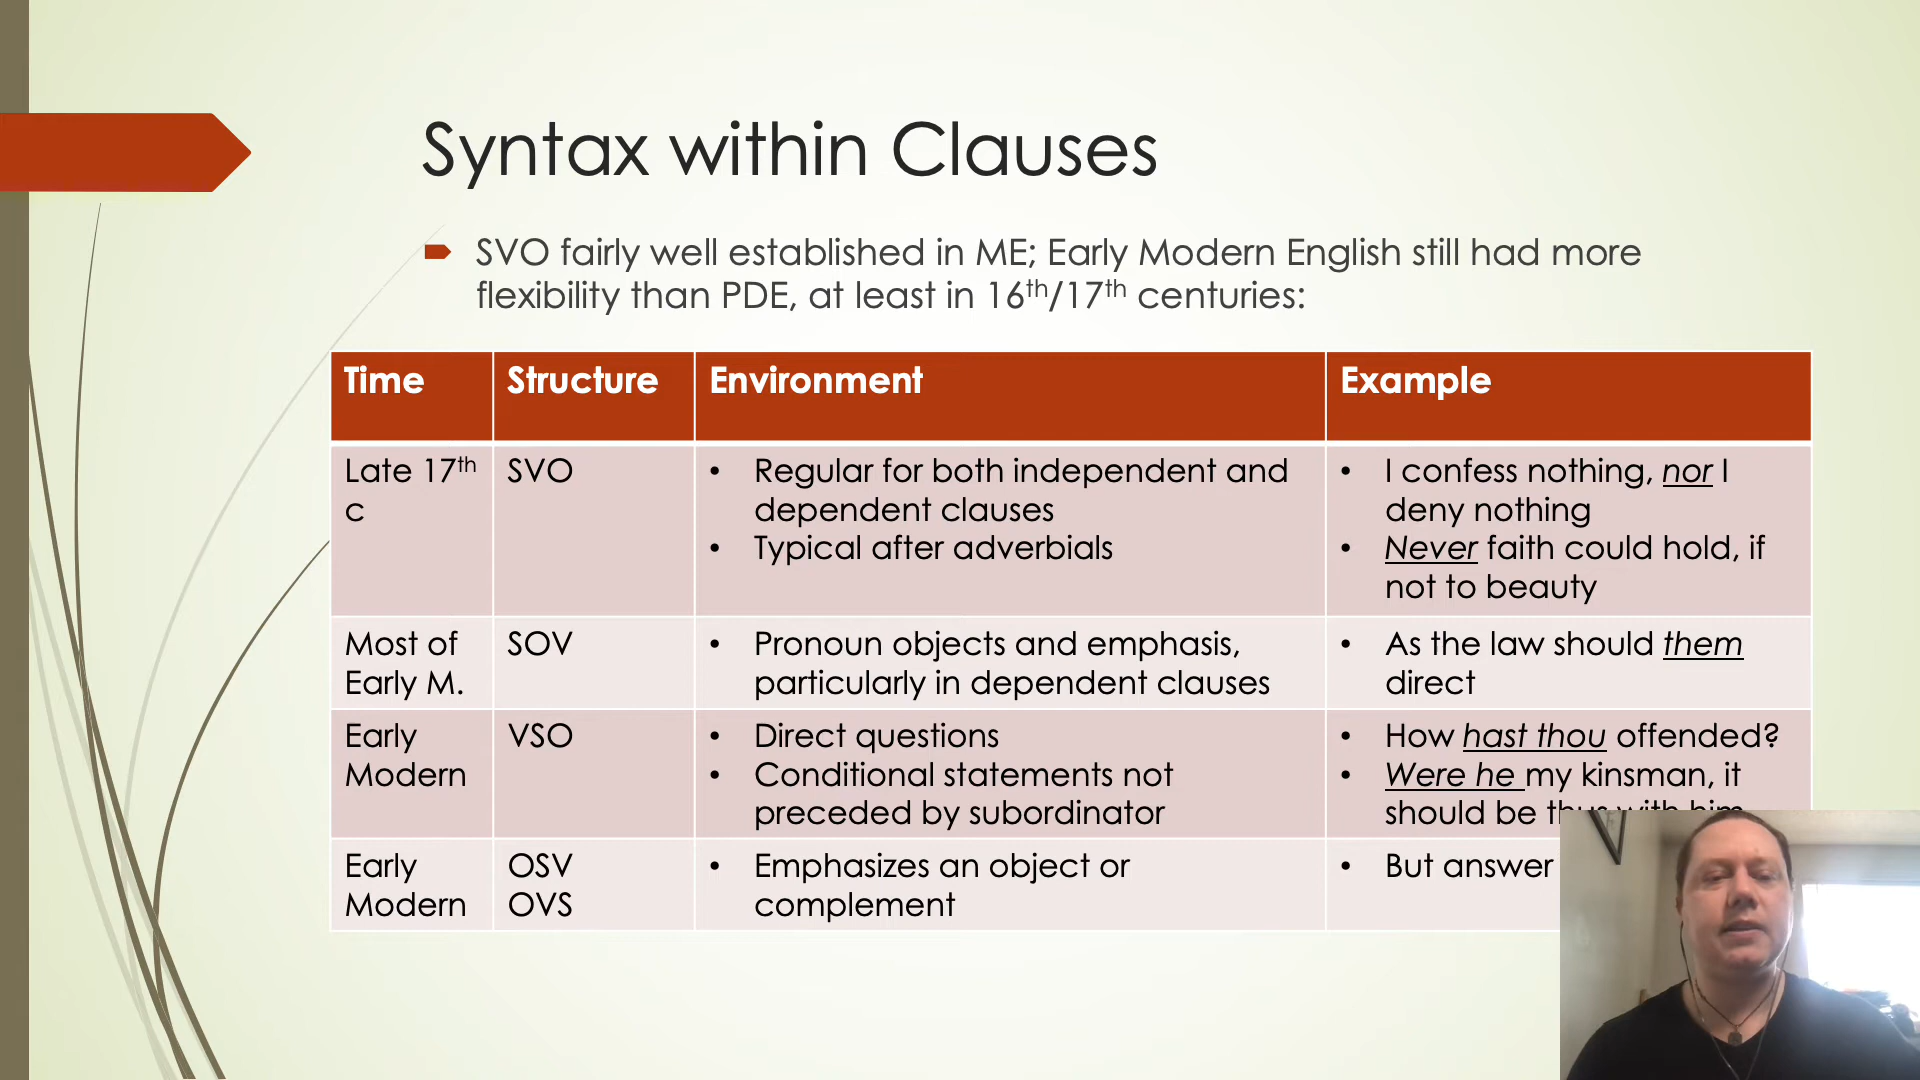 Syntax within Clauses
SVO fairly well established in ME; Early Modern English still had more
flexibility than PDE, at least in 16th/17th centuries:
Time Structure Environment Example
Late 17th
c
SVO
• Regular for both independent and
dependent clauses
• Typical after adverbials
• I confess nothing, nor I
deny nothing
• Never faith could hold, if
not to beauty
Most of
Early M.
SOV
• Pronoun objects and emphasis,
particularly in dependent clauses
• As the law should them
direct
Early
Modern
VSO
• Direct questions
• Conditional statements not
preceded by subordinator
• How hast thou offended?
• Were he my kinsman, it
should be thus with him
Early
Modern
OSV
OVS
• Emphasizes an object or
complement
• But answer